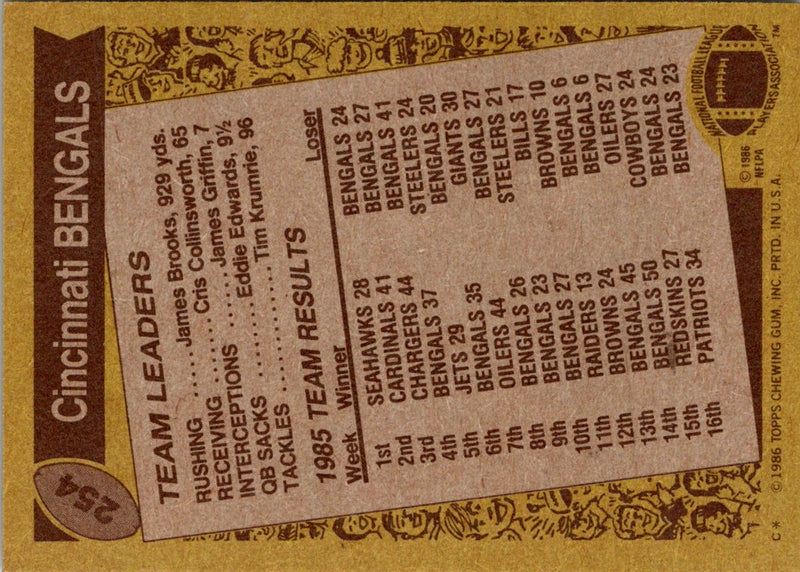 254
Cincinnati BENGALS
TEAM LEADERS
RUSHING ..... James Brooks, 929 yds.
RECEIVING ..... Cris Collinsworth, 65
INTERCEPTIONS ..... James Griffin, 7
QB SACKS ..... Eddie Edwards, 9½
TACKLES ..... Tim Krumrie, 96
1985 TEAM RESULTS
Week Winner Loser
1st SEAHAWKS 28 BENGALS 24
2nd CARDINALS 41 BENGALS 27
3rd CHARGERS 44 BENGALS 41
4th BENGALS 37 STEELERS 24
5th JETS 29 BENGALS 20
6th BENGALS 35 GIANTS 30
7th OILERS 44 BENGALS 27
8th BENGALS 26 STEELERS 21
9th BENGALS 23 BILLS 17
10th BENGALS 27 BROWNS 10
11th RAIDERS 13 BENGALS 6
12th BROWNS 24 BENGALS 6
13th BENGALS 45 OILERS 27
14th BENGALS 50 COWBOYS 24
15th REDSKINS 27 BENGALS 24
16th PATRIOTS 34 BENGALS 23
NATIONAL FOOTBALL LEAGUE
PLAYERS ASSOCIATION™
© 1986
NFLPA
C* © 1986 TOPPS CHEWING GUM, INC. PRTD. IN U.S.A.